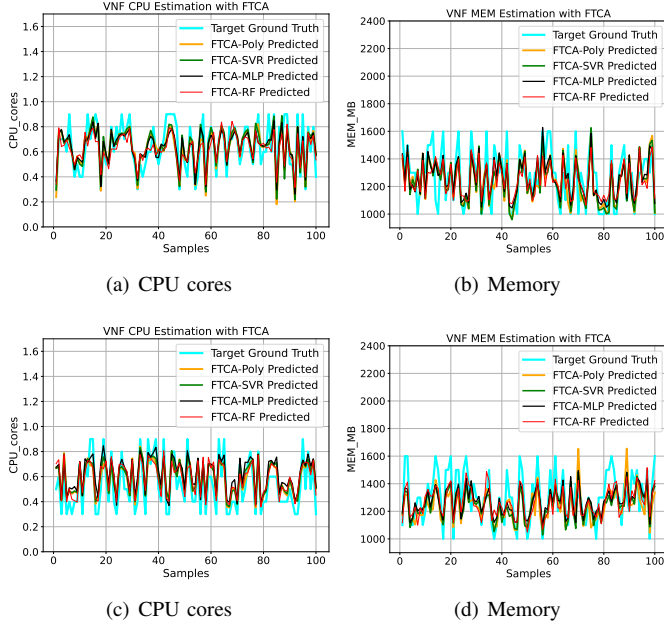 VNF CPU Estimation with FTCA
1.6
1.4
1.2
1.0
0.8
0.6
0.4
0.2
0.0
CPU_cores
0 20 40 60 80 100
Samples
Target Ground Truth
FTCA-Poly Predicted
FTCA-SVR Predicted
FTCA-MLP Predicted
FTCA-RF Predicted
(a) CPU cores
VNF MEM Estimation with FTCA
2400
2200
2000
1800
1600
1400
1200
1000
MEM_MB
0 20 40 60 80 100
Samples
Target Ground Truth
FTCA-Poly Predicted
FTCA-SVR Predicted
FTCA-MLP Predicted
FTCA-RF Predicted
(b) Memory
VNF CPU Estimation with FTCA
1.6
1.4
1.2
1.0
0.8
0.6
0.4
0.2
0.0
CPU_cores
0 20 40 60 80 100
Samples
Target Ground Truth
FTCA-Poly Predicted
FTCA-SVR Predicted
FTCA-MLP Predicted
FTCA-RF Predicted
(c) CPU cores
VNF MEM Estimation with FTCA
2400
2200
2000
1800
1600
1400
1200
1000
MEM_MB
0 20 40 60 80 100
Samples
Target Ground Truth
FTCA-Poly Predicted
FTCA-SVR Predicted
FTCA-MLP Predicted
FTCA-RF Predicted
(d) Memory